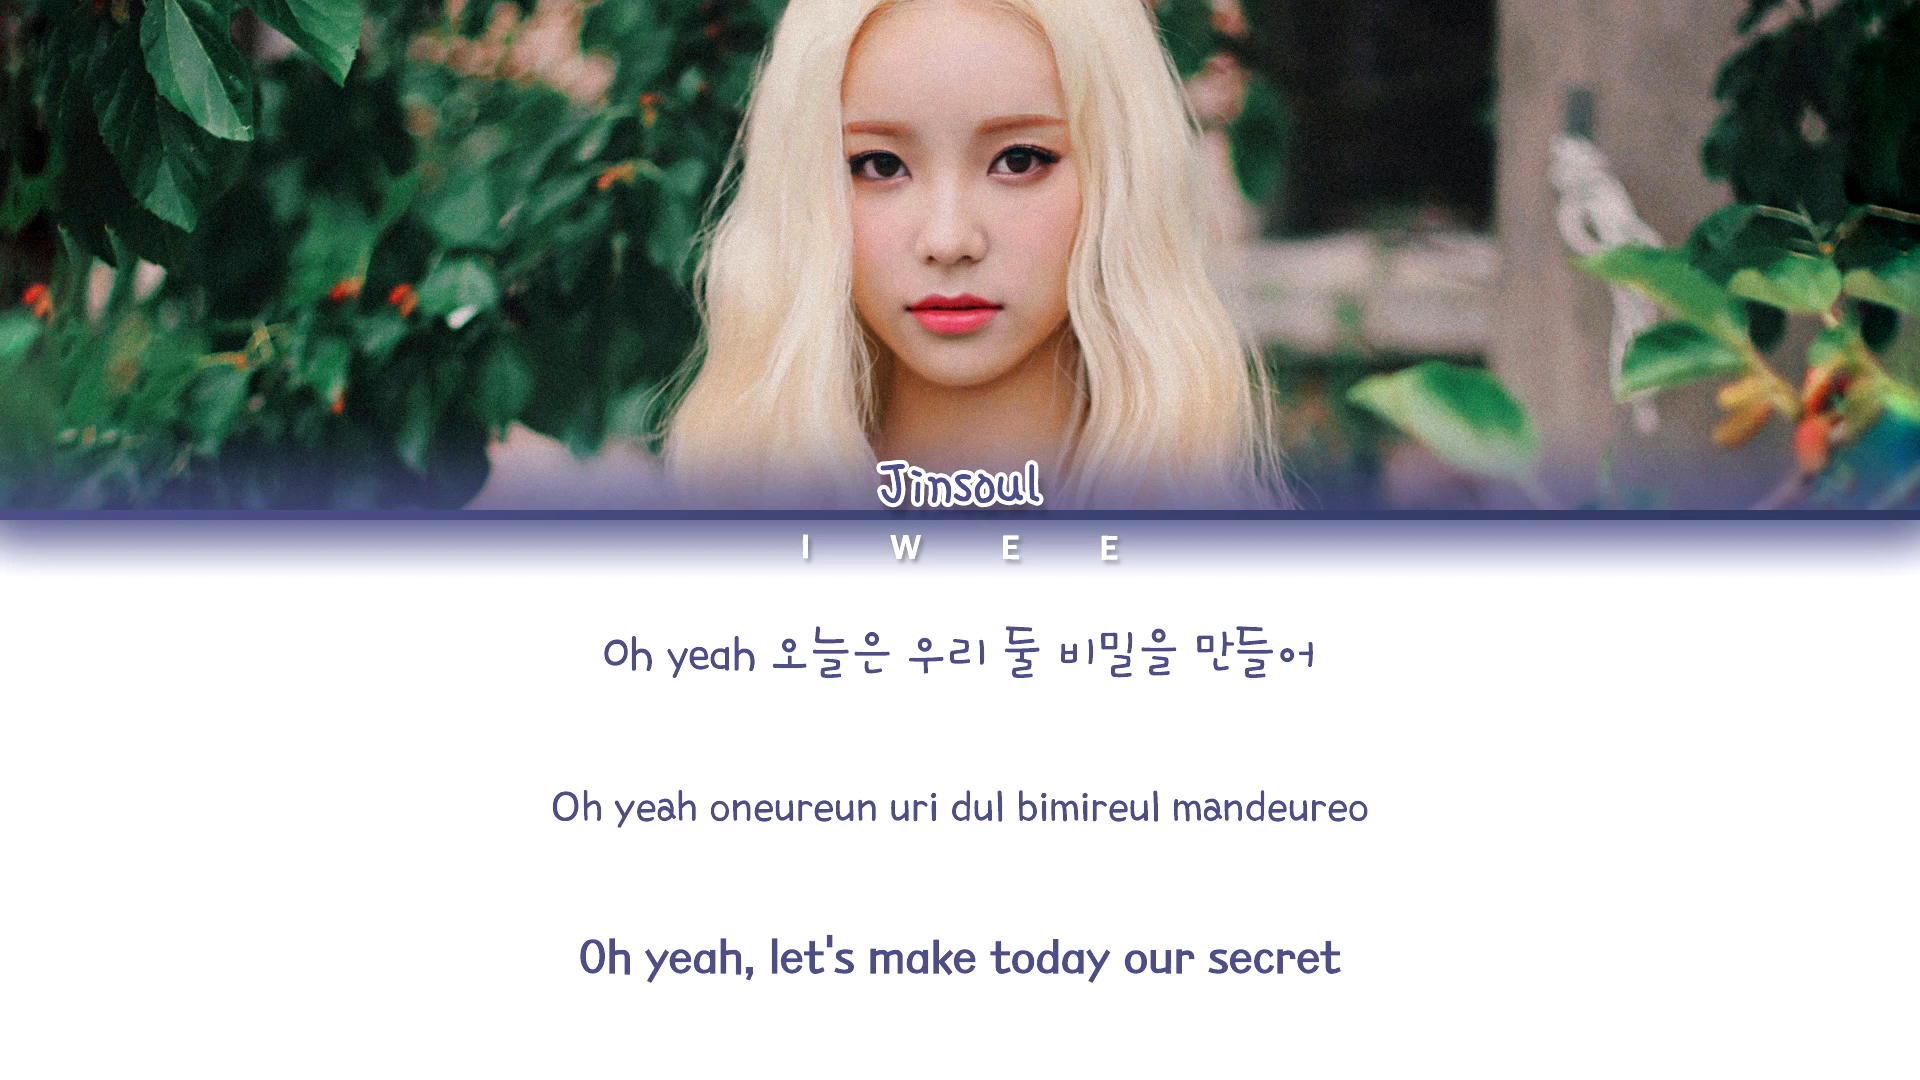 Jinsoul
I W E E
Oh yeah 오늘은 우리 둘 비밀을 만들어
Oh yeah oneureun uri dul bimireul mandeureo
Oh yeah, let's make today our secret